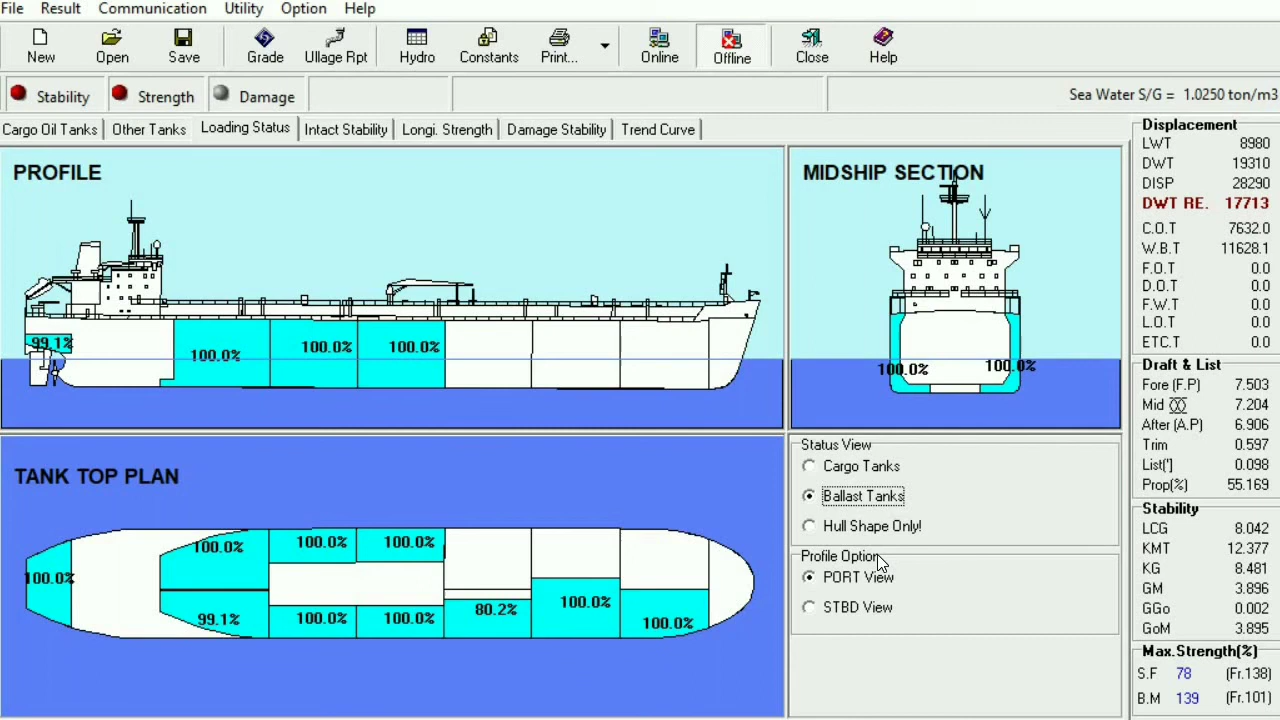 File Result Communication Utility Option Help
New Open Save Grade Ullage Rpt Hydro Constants Print... Online Offline Close Help
Stability Strength Damage Sea Water S/G = 1.0250 ton/m3
Cargo Oil Tanks Other Tanks Loading Status Intact Stability Longi. Strength Damage Stability Trend Curve
PROFILE
99.1%
100.0% 100.0% 100.0%
MIDSHIP SECTION
100.0% 100.0%
TANK TOP PLAN
100.0% 100.0% 100.0%
100.0%
99.1% 100.0% 100.0% 80.2% 100.0% 100.0%
Status View
Cargo Tanks
Ballast Tanks
Hull Shape Only!
Profile Option
PORT View
STBD View
Displacement
LWT 8980
DWT 19310
DISP 28290
DWT RE. 17713
C.O.T 7632.0
W.B.T 11628.1
F.O.T 0.0
D.O.T 0.0
F.W.T 0.0
L.O.T 0.0
ETC.T 0.0
Draft & List
Fore (F.P) 7.503
Mid 7.204
After (A.P) 6.906
Trim 0.597
List(') 0.098
Prop(%) 55.169
Stability
LCG 8.042
KMT 12.377
KG 8.481
GM 3.896
GGo 0.002
GoM 3.895
Max.Strength(%)
S.F 78 (Fr.138)
B.M 139 (Fr.101)